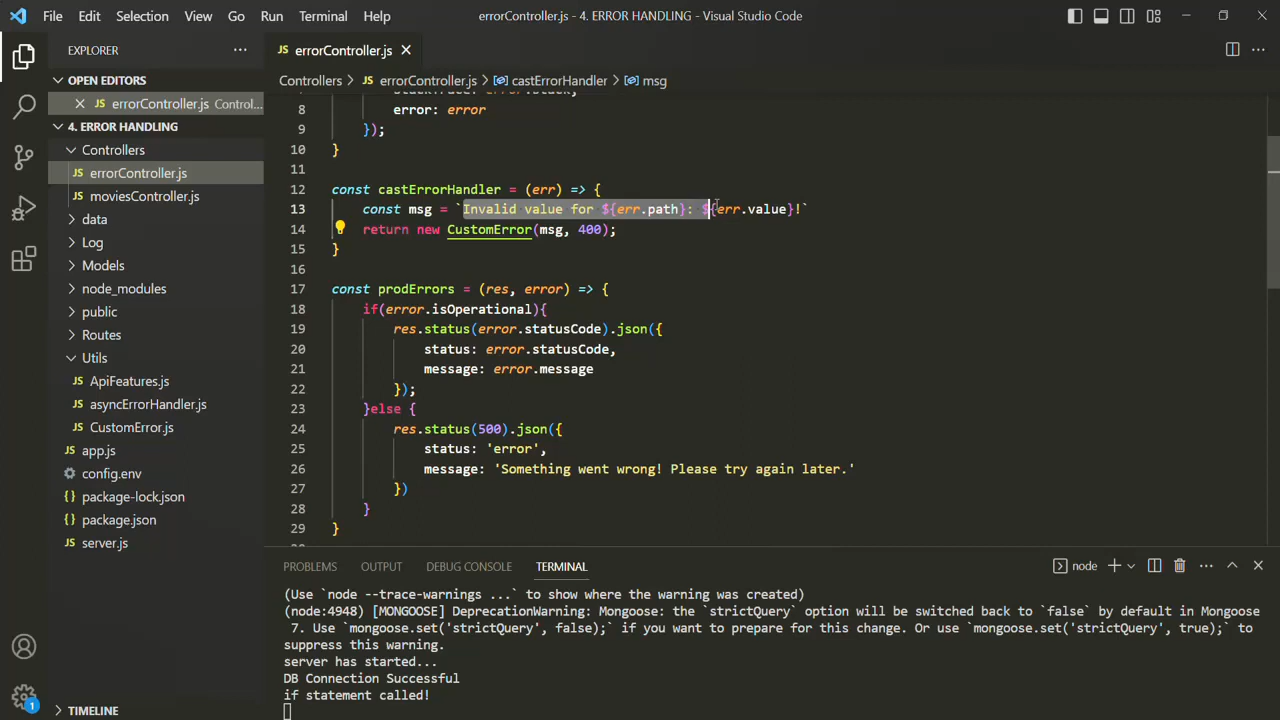 File Edit Selection View Go Run Terminal Help
errorController.js - 4. ERROR HANDLING - Visual Studio Code
EXPLORER
OPEN EDITORS
errorController.js Control...
4. ERROR HANDLING
Controllers
JS errorController.js
JS moviesController.js
data
Log
Models
node_modules
public
Routes
Utils
JS ApiFeatures.js
JS asyncErrorHandler.js
JS CustomError.js
JS app.js
config.env
{} package-lock.json
{} package.json
JS server.js
TIMELINE
1
JS errorController.js
Controllers > JS errorController.js > castErrorHandler > msg
8 error: error
9 });
10 }
11
12 const castErrorHandler = (err) => {
13 const msg = `Invalid value for ${err.path}: ${err.value}!`
14 return new CustomError(msg, 400);
15 }
16
17 const prodErrors = (res, error) => {
18 if(error.isOperational){
19 res.status(error.statusCode).json({
20 status: error.statusCode,
21 message: error.message
22 });
23 }else {
24 res.status(500).json({
25 status: 'error',
26 message: 'Something went wrong! Please try again later.'
27 })
28 }
29 }
PROBLEMS OUTPUT DEBUG CONSOLE TERMINAL
node
(Use `node --trace-warnings ...` to show where the warning was created)
(node:4948) [MONGOOSE] DeprecationWarning: Mongoose: the `strictQuery` option will be switched back to `false` by default in Mongoose
7. Use `mongoose.set('strictQuery', false);` if you want to prepare for this change. Or use `mongoose.set('strictQuery', true);` to
suppress this warning.
server has started...
DB Connection Successful
if statement called!